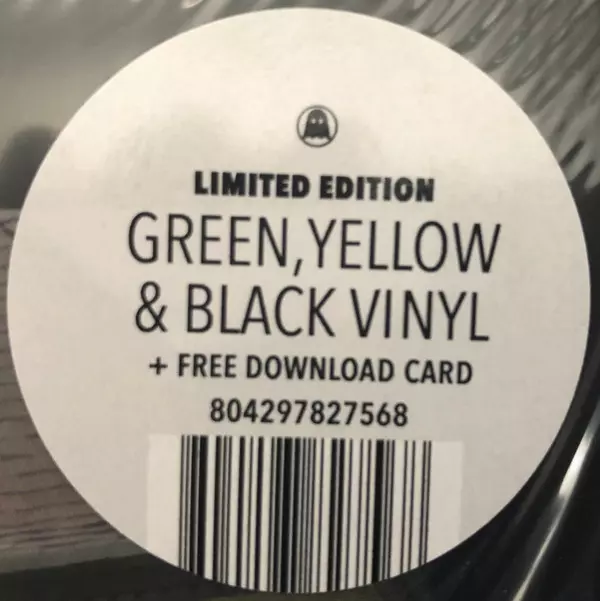 LIMITED EDITION
GREEN, YELLOW
& BLACK VINYL
+ FREE DOWNLOAD CARD
804297827568